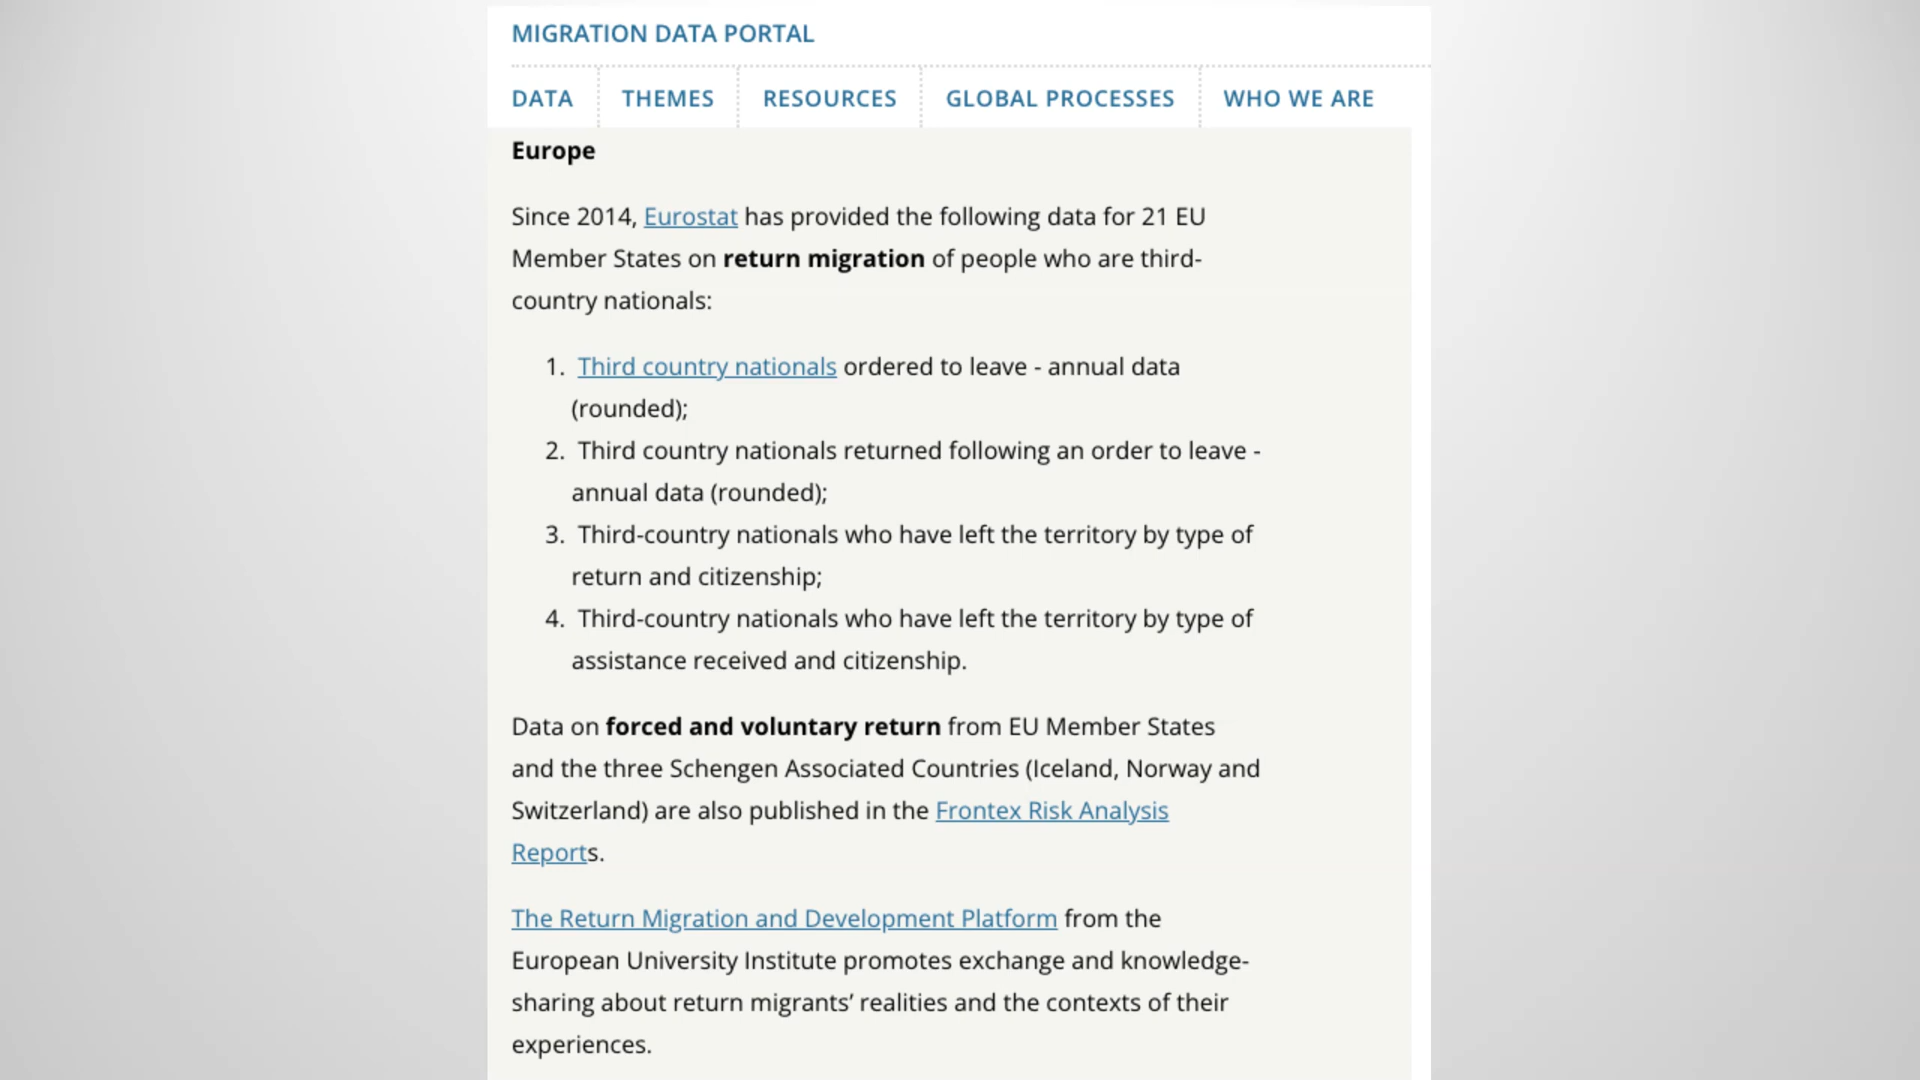 MIGRATION DATA PORTAL
DATA THEMES RESOURCES GLOBAL PROCESSES WHO WE ARE
Europe
Since 2014, Eurostat has provided the following data for 21 EU
Member States on return migration of people who are third-
country nationals:
1. Third country nationals ordered to leave - annual data
(rounded);
2. Third country nationals returned following an order to leave -
annual data (rounded);
3. Third-country nationals who have left the territory by type of
return and citizenship;
4. Third-country nationals who have left the territory by type of
assistance received and citizenship.
Data on forced and voluntary return from EU Member States
and the three Schengen Associated Countries (Iceland, Norway and
Switzerland) are also published in the Frontex Risk Analysis
Reports.
The Return Migration and Development Platform from the
European University Institute promotes exchange and knowledge-
sharing about return migrants’ realities and the contexts of their
experiences.